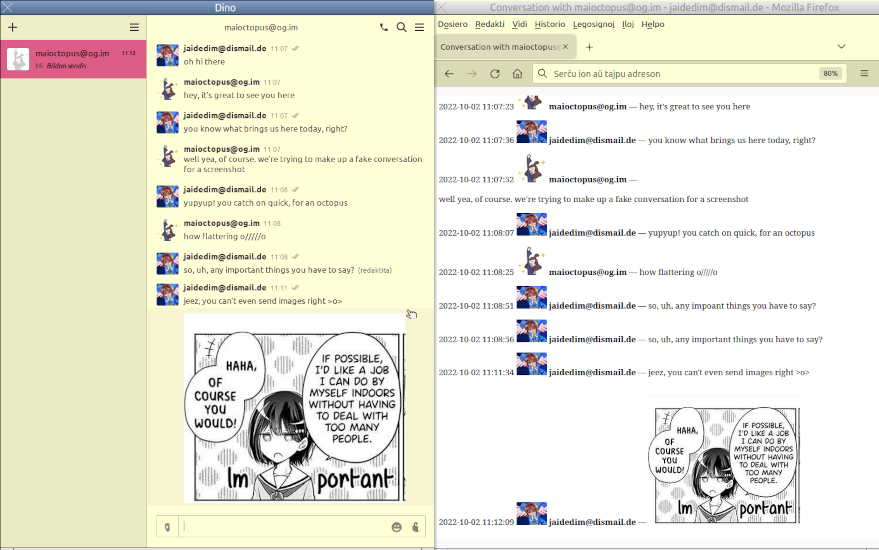 Dino
maioctopus@og.im
maioctopus@og.im 11:12
Mi: Bildon sendis
jaidedim@dismail.de 11:07
oh hi there
maioctopus@og.im 11:07
hey, it's great to see you here
jaidedim@dismail.de 11:07
you know what brings us here today, right?
maioctopus@og.im 11:07
well yea, of course. we're trying to make up a fake conversation
for a screenshot
jaidedim@dismail.de 11:08
yupyup! you catch on quick, for an octopus
maioctopus@og.im 11:08
how flattering o/////o
jaidedim@dismail.de 11:08
so, uh, any important things you have to say? (redaktita)
jaidedim@dismail.de 11:11
jeez, you can't even send images right >o>
HAHA,
OF
COURSE
YOU
WOULD!
IF POSSIBLE,
I'D LIKE A JOB
I CAN DO BY
MYSELF INDOORS
WITHOUT HAVING
TO DEAL WITH
TOO MANY
PEOPLE.
Im portant
Conversation with maioctopus@og.im - jaidedim@dismail.de - Mozilla Firefox
Dosiero Redakti Vidi Historio Legosignoj Iloj Helpo
Conversation with maioctopus@
Serĉu ion aŭ tajpu adreson 80%
2022-10-02 11:07:23 maioctopus@og.im — hey, it's great to see you here
2022-10-02 11:07:36 jaidedim@dismail.de — you know what brings us here today, right?
2022-10-02 11:07:52 maioctopus@og.im —
well yea, of course. we're trying to make up a fake conversation for a screenshot
2022-10-02 11:08:07 jaidedim@dismail.de — yupyup! you catch on quick, for an octopus
2022-10-02 11:08:25 maioctopus@og.im — how flattering o/////o
2022-10-02 11:08:51 jaidedim@dismail.de — so, uh, any impoant things you have to say?
2022-10-02 11:08:56 jaidedim@dismail.de — so, uh, any important things you have to say?
2022-10-02 11:11:34 jaidedim@dismail.de — jeez, you can't even send images right >o>
HAHA,
OF
COURSE
YOU
WOULD!
IF POSSIBLE,
I'D LIKE A JOB
I CAN DO BY
MYSELF INDOORS
WITHOUT HAVING
TO DEAL WITH
TOO MANY
PEOPLE.
Im portant
2022-10-02 11:12:09 jaidedim@dismail.de —